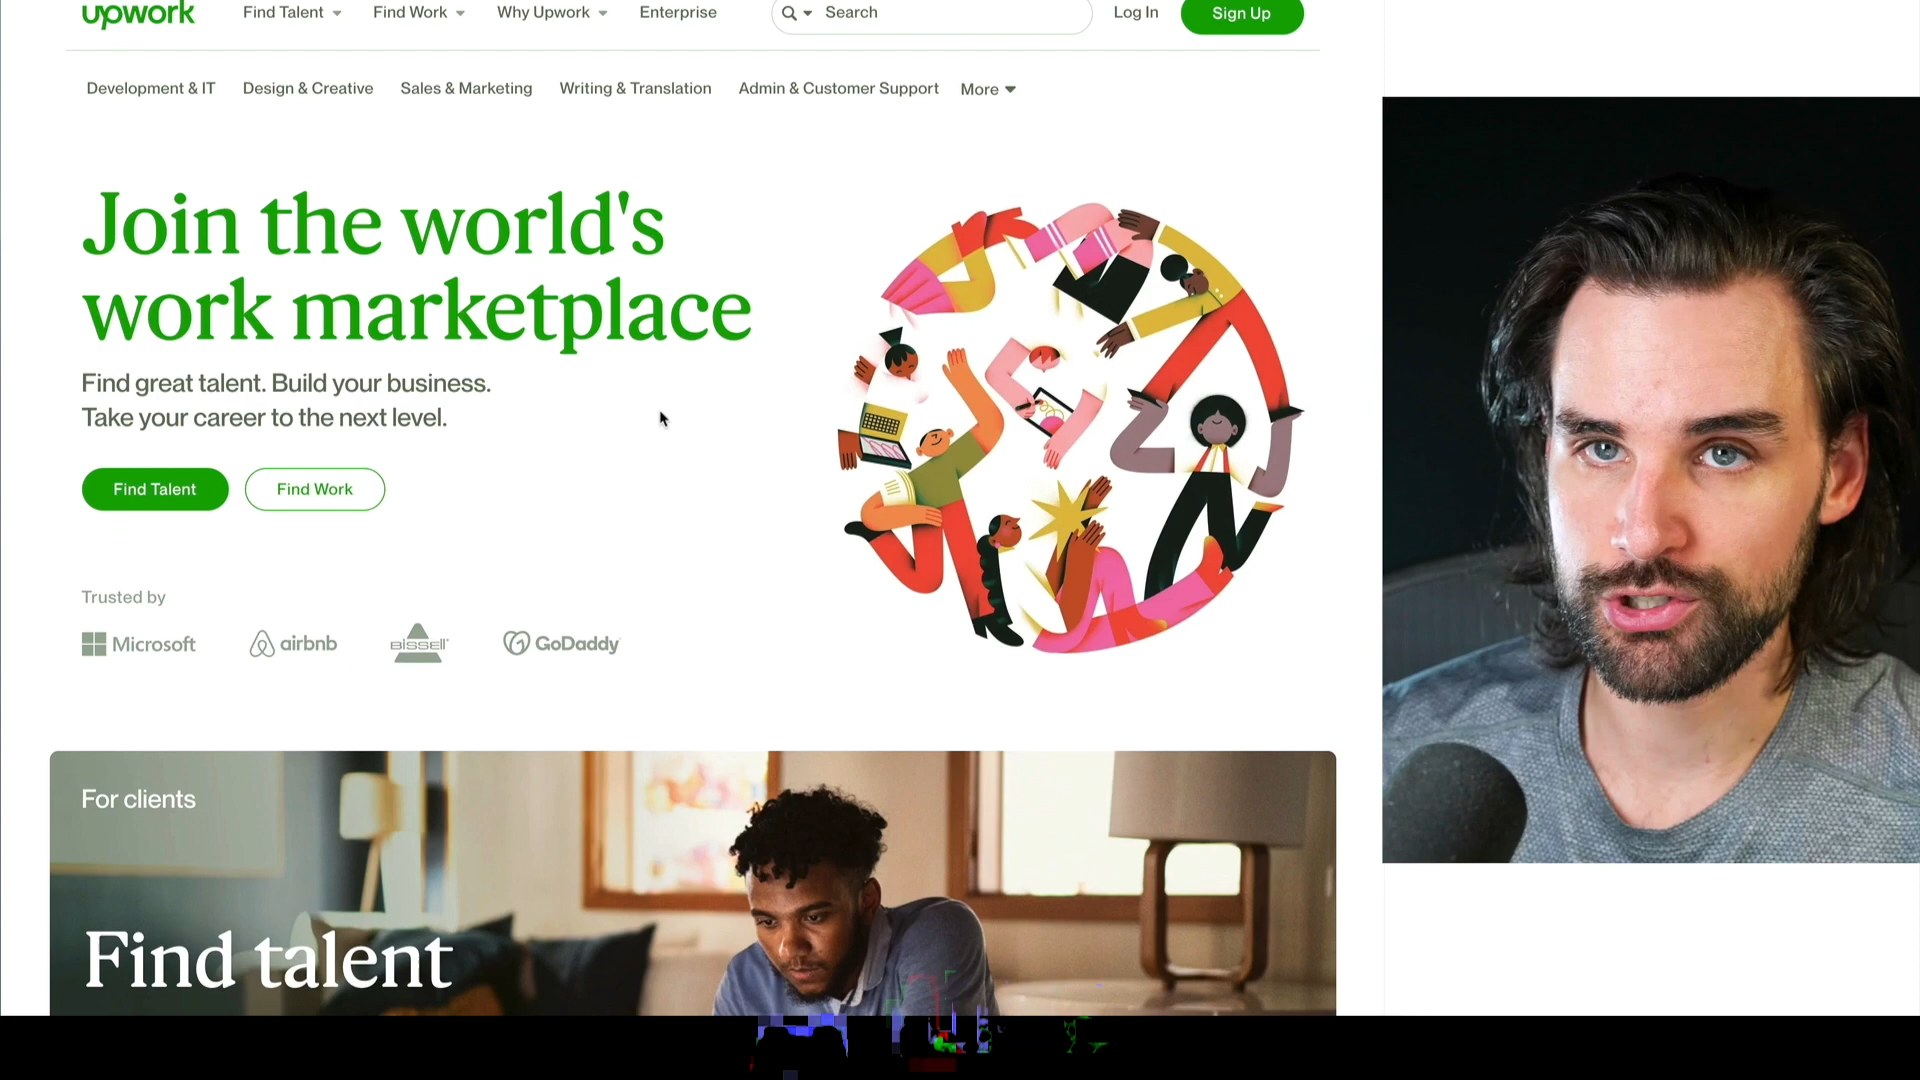 upwork
Find Talent
Find Work
Why Upwork
Enterprise
Search
Log In
Sign Up
Development & IT
Design & Creative
Sales & Marketing
Writing & Translation
Admin & Customer Support
More
Join the world's
work marketplace
Find great talent. Build your business.
Take your career to the next level.
Find Talent
Find Work
Trusted by
Microsoft
airbnb
BISSELL
GoDaddy
For clients
Find talent